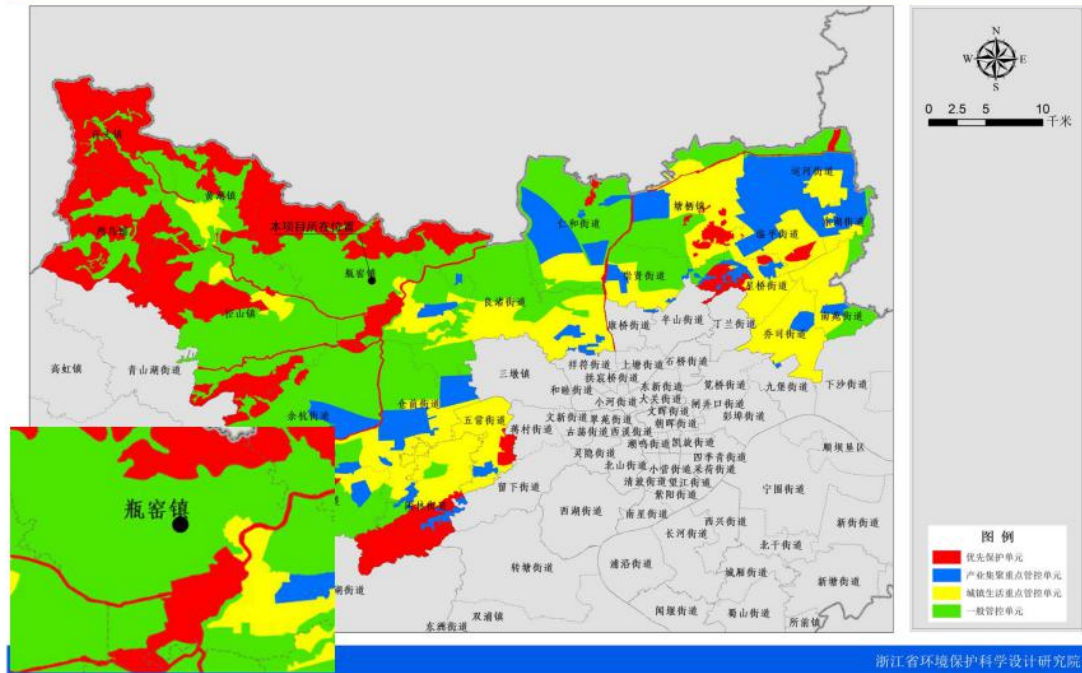 N
W
E
S
0
2.5
5
10
千米
黄湖镇
本项目所在位置
瓶窑镇
径山镇
仁和街道
塘栖镇
运河街道
临平街道
崇贤街道
星桥街道
良渚街道
南苑街道
乔司街道
康桥街道
半山街道
丁兰街道
高虹镇
青山湖街道
三墩镇
祥符街道
上塘街道
石桥街道
拱宸桥街道
笕桥街道
九堡街道
下沙街道
和睦街道
东新街道
小河街道
大关街道
闸弄口街道
余杭街道
仓前街道
五常街道
蒋村街道
文新街道
翠苑街道
文晖街道
彭埠街道
古荡街道
西溪街道
朝晖街道
灵隐街道
潮鸣街道
凯旋街道
顺坝垦区
北山街道
小营街道
采荷街道
四季青街道
清波街道
望江街道
宁围街道
留下街道
紫阳街道
西湖街道
南星街道
西兴街道
新街街道
长河街道
北干街道
转塘街道
浦沿街道
城厢街道
新塘街道
双浦镇
闻堰街道
蜀山街道
东洲街道
所前镇
瓶窑镇
图 例
优先保护单元
产业集聚重点管控单元
城镇生活重点管控单元
一般管控单元
浙江省环境保护科学设计研究院